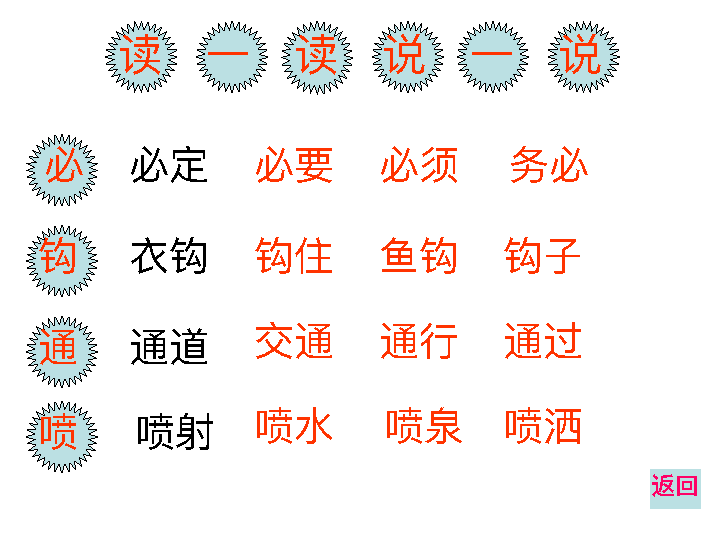 读一读说一说
必 必定 必要 必须 务必
钩 衣钩 钩住 鱼钩 钩子
通 通道 交通 通行 通过
喷 喷射 喷水 喷泉 喷洒
返回